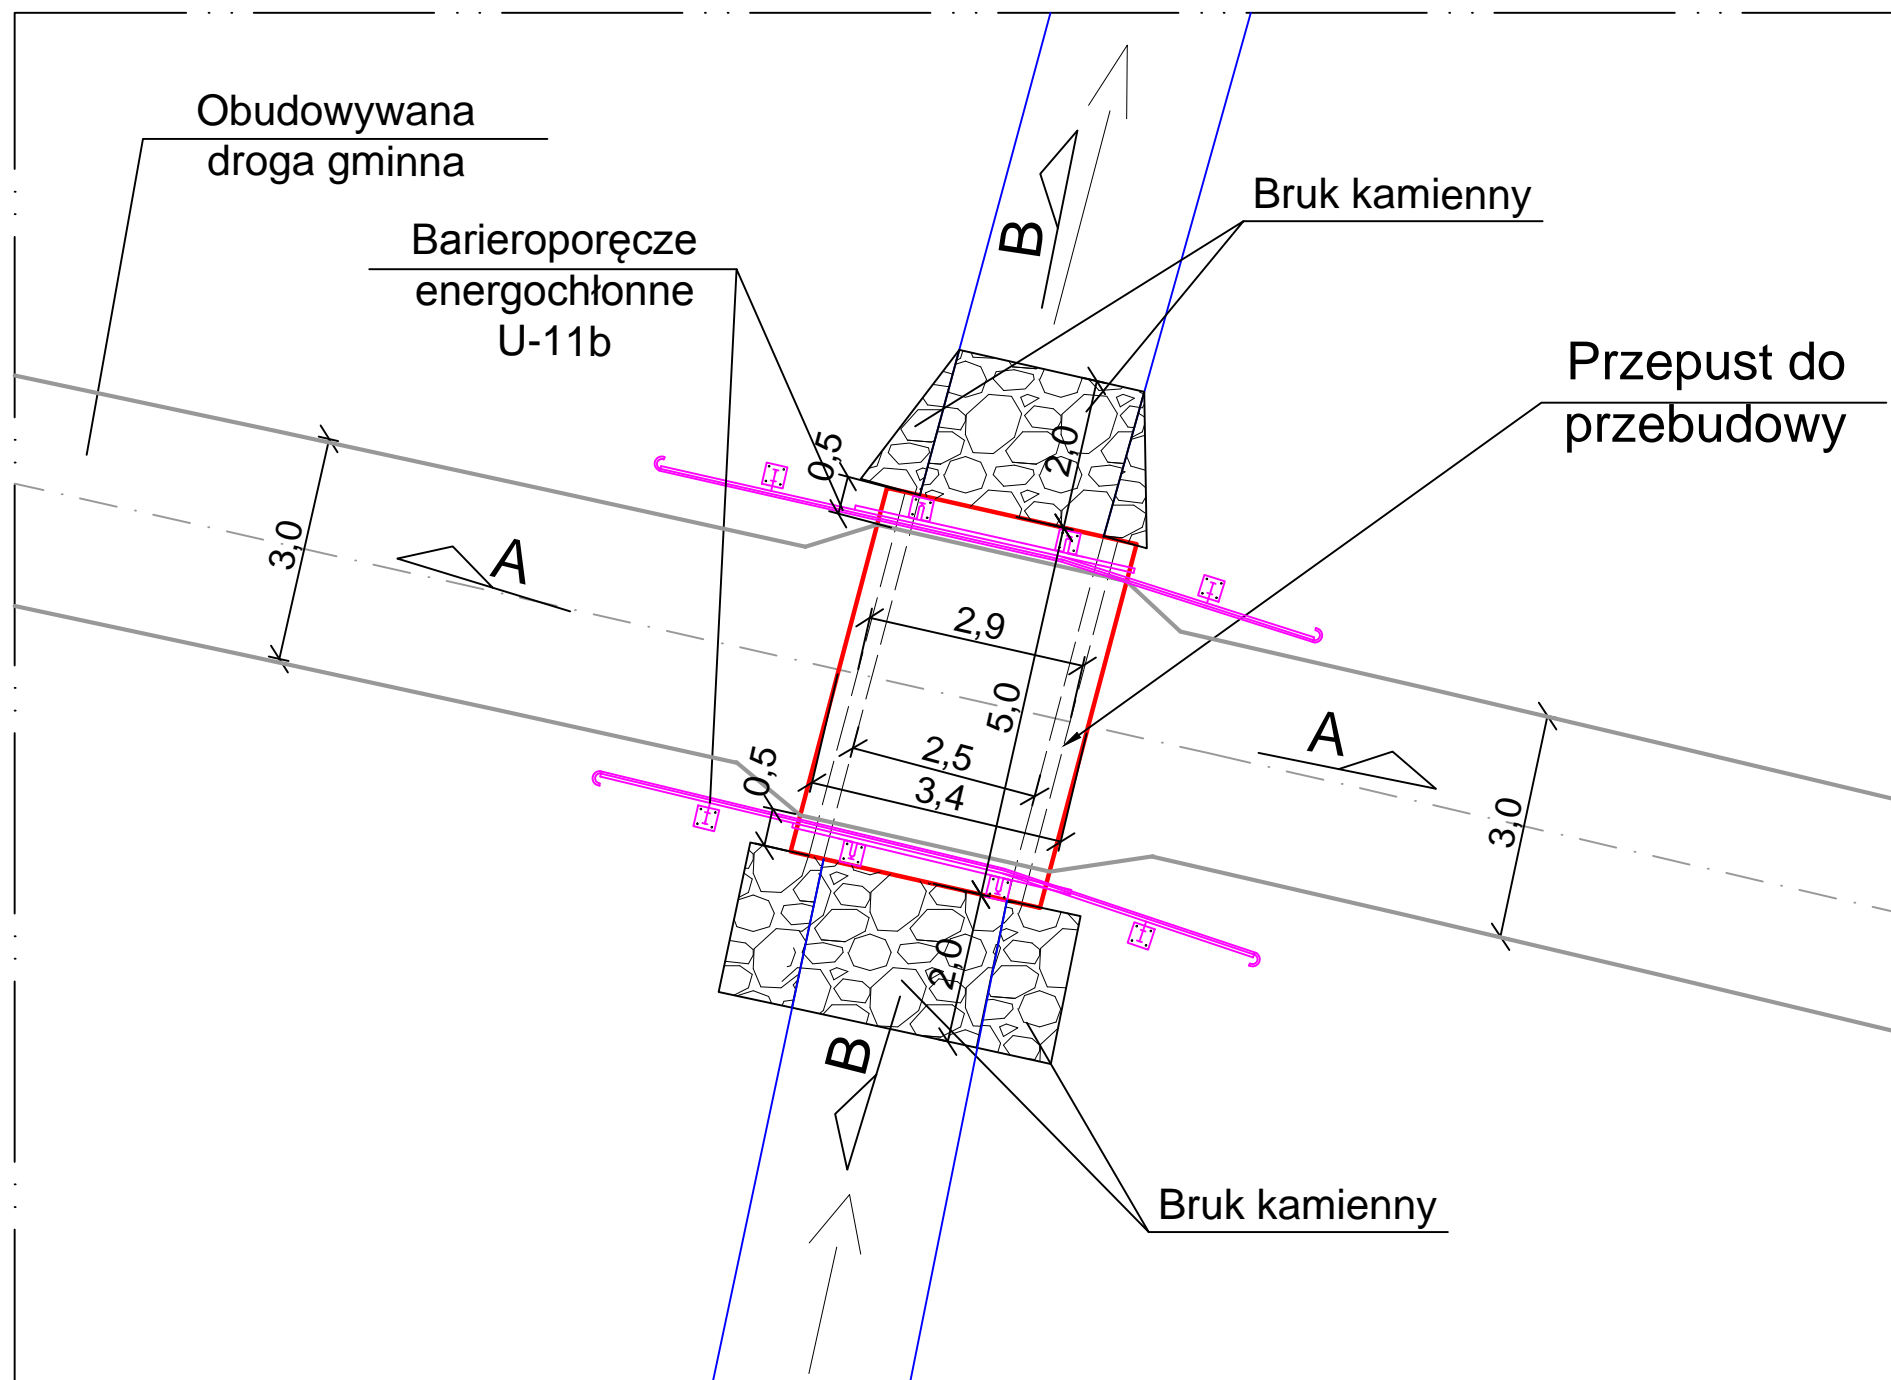 Obudowywana
droga gminna
Barieroporęcze
energochłonne
U-11b
Bruk kamienny
Przepust do
przebudowy
B
0,5
2,0
3,0
A
2,9
5,0
2,5
3,4
0,5
A
3,0
2,0
B
Bruk kamienny